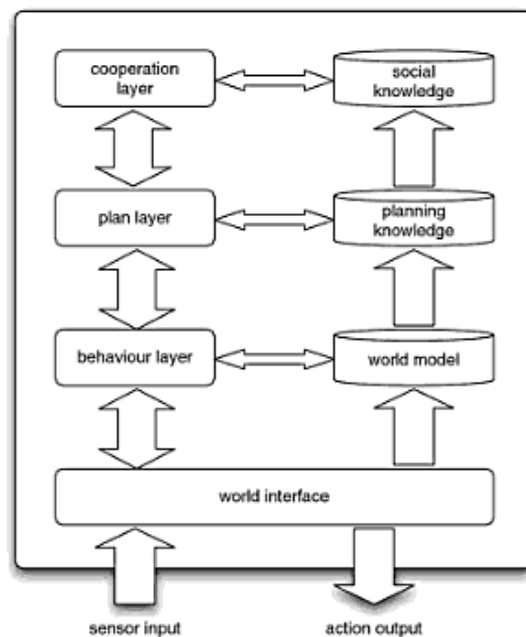 cooperation
layer
social
knowledge
plan layer
planning
knowledge
behaviour layer
world model
world interface
sensor input
action output